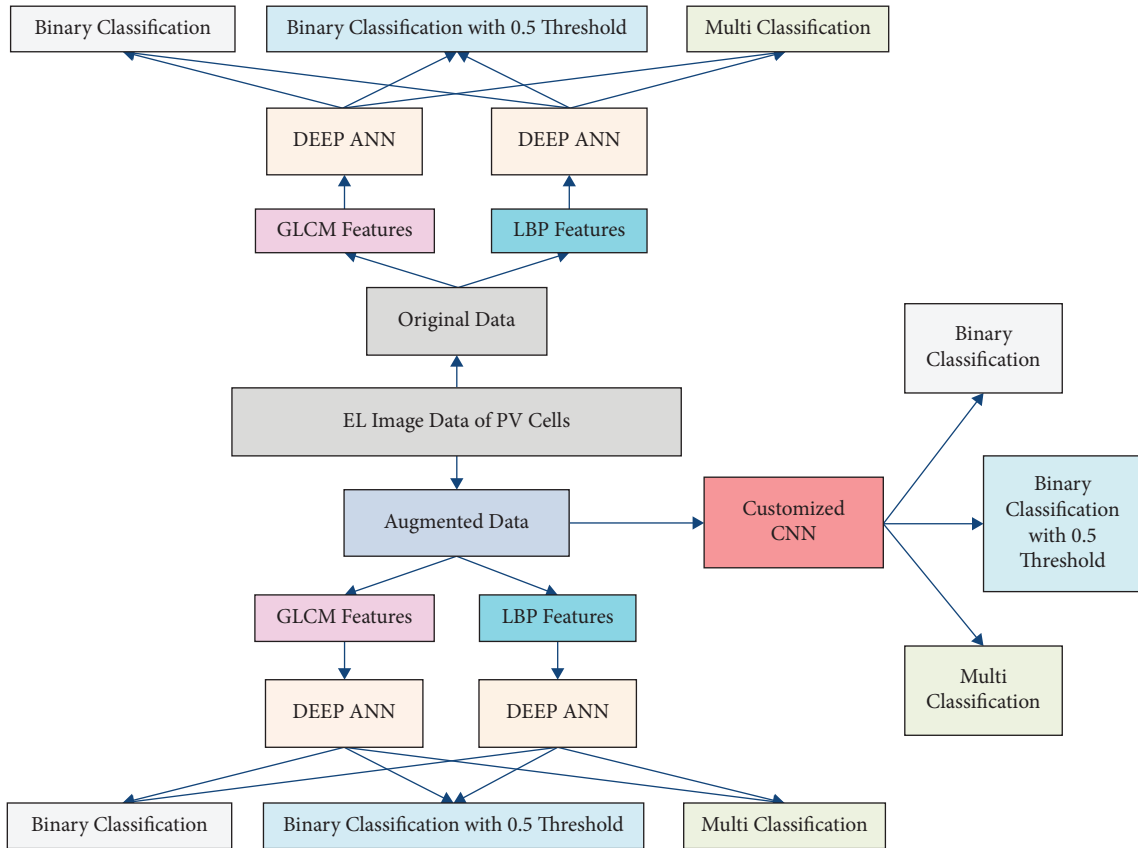 Binary Classification
Binary Classification with 0.5 Threshold
Multi Classification
DEEP ANN
DEEP ANN
GLCM Features
LBP Features
Original Data
EL Image Data of PV Cells
Augmented Data
Customized
CNN
Binary
Classification
Binary
Classification
with 0.5
Threshold
Multi
Classification
GLCM Features
LBP Features
DEEP ANN
DEEP ANN
Binary Classification
Binary Classification with 0.5 Threshold
Multi Classification